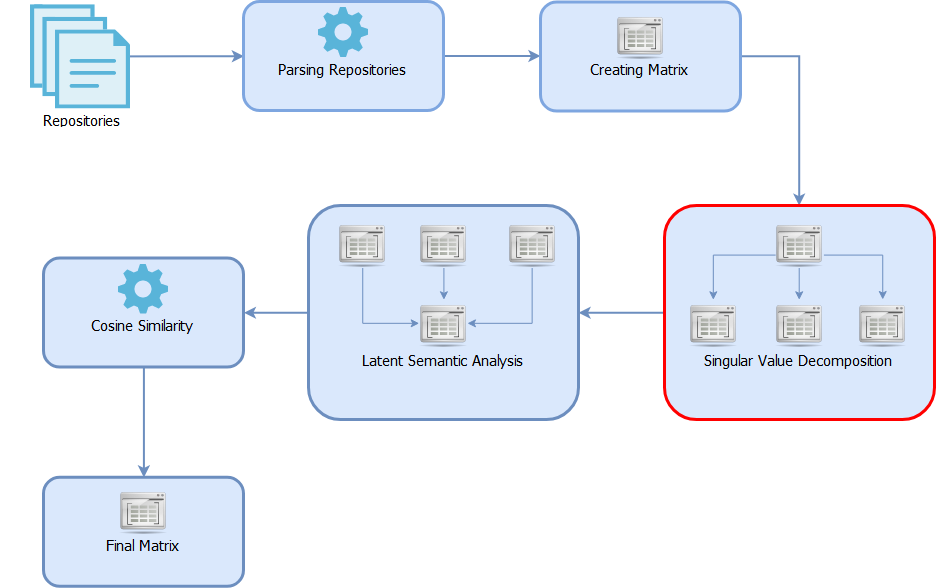 Repositories
Parsing Repositories
Creating Matrix
Singular Value Decomposition
Latent Semantic Analysis
Cosine Similarity
Final Matrix